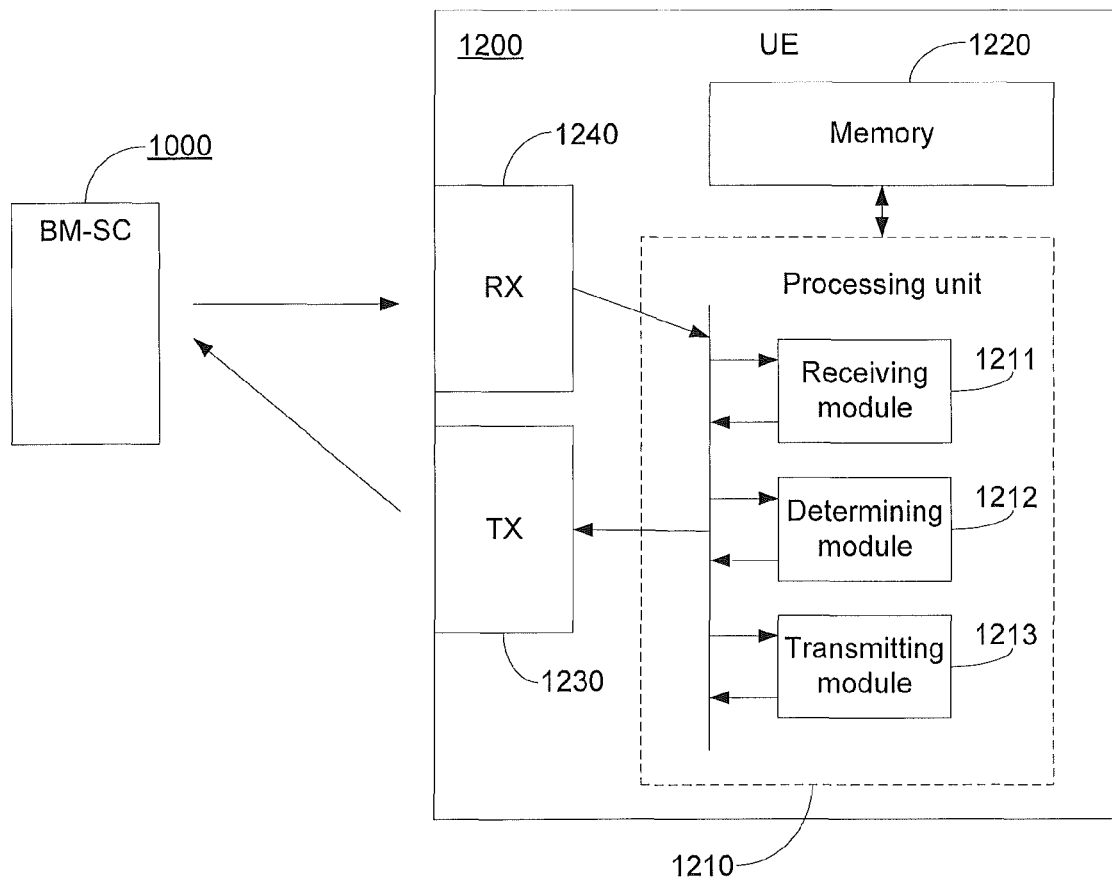 1200
UE
1220
Memory
1240
1000
BM-SC
RX
Processing unit
Receiving
module
1211
TX
Determining
module
1212
Transmitting
module
1213
1230
1210